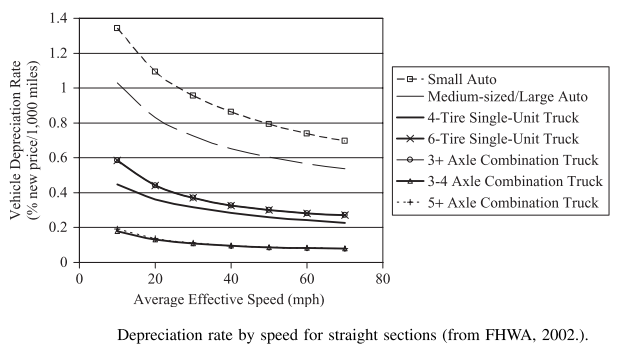 1.4
1.2
1
0.8
0.6
0.4
0.2
0
0 20 40 60 80
Vehicle Depreciation Rate
(% new price/1,000 miles)
Average Effective Speed (mph)
Small Auto
Medium-sized/Large Auto
4-Tire Single-Unit Truck
6-Tire Single-Unit Truck
3+ Axle Combination Truck
3-4 Axle Combination Truck
5+ Axle Combination Truck
Depreciation rate by speed for straight sections (from FHWA, 2002.).